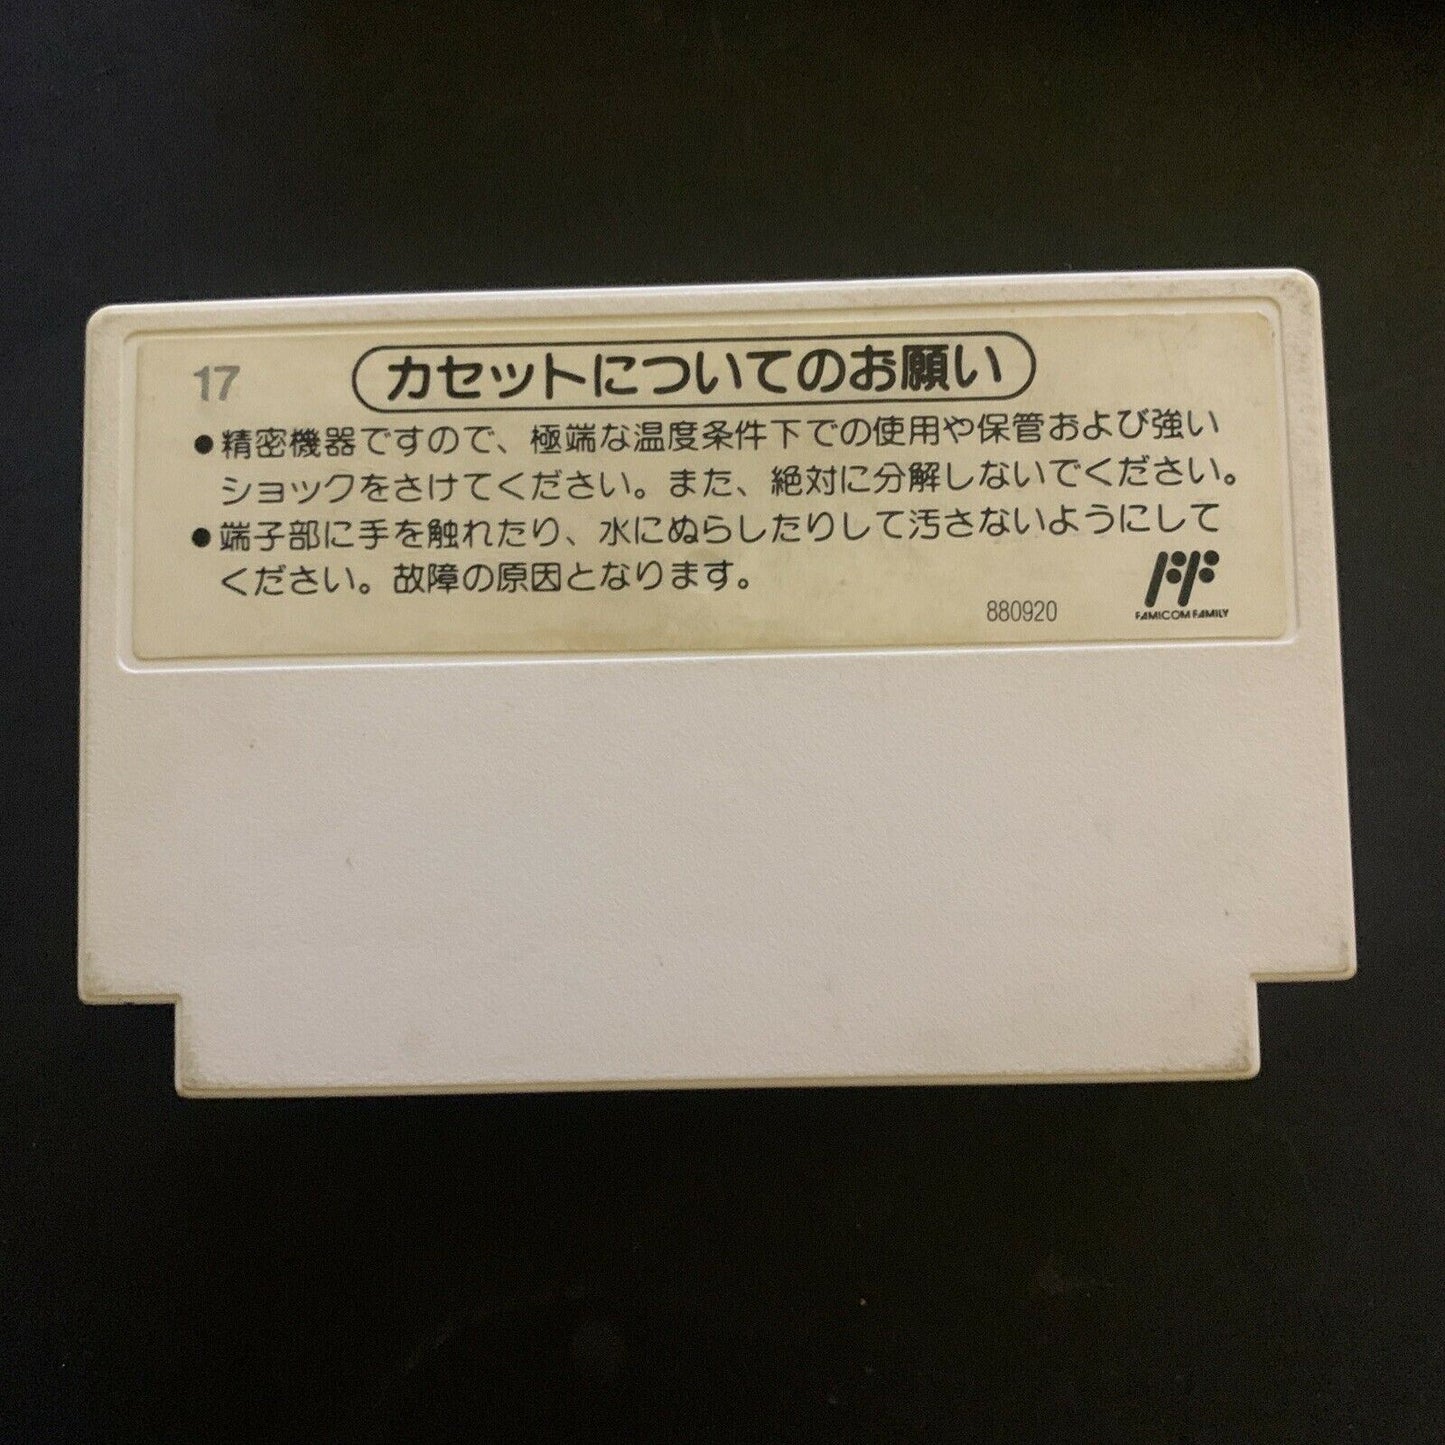 17
カセットについてのお願い
●精密機器ですので、極端な温度条件下での使用や保管および強い
ショックをさけてください。また、絶対に分解しないでください。
●端子部に手を触れたり、水にぬらしたりして汚さないようにして
ください。故障の原因となります。
880920
FF
FAMICOM FAMILY